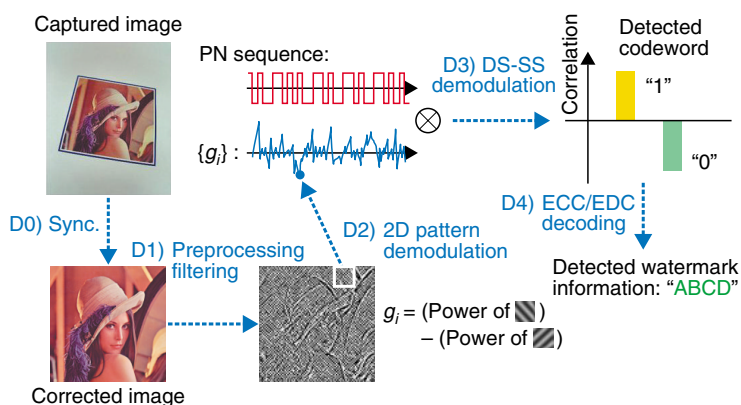 Captured image
PN sequence:
{gᵢ} :
D0) Sync.
D1) Preprocessing
filtering
D2) 2D pattern
demodulation
D3) DS-SS
demodulation
Correlation
Detected
codeword
“1”
“0”
D4) ECC/EDC
decoding
Detected watermark
information: “ABCD”
gᵢ = (Power of )
– (Power of )
Corrected image